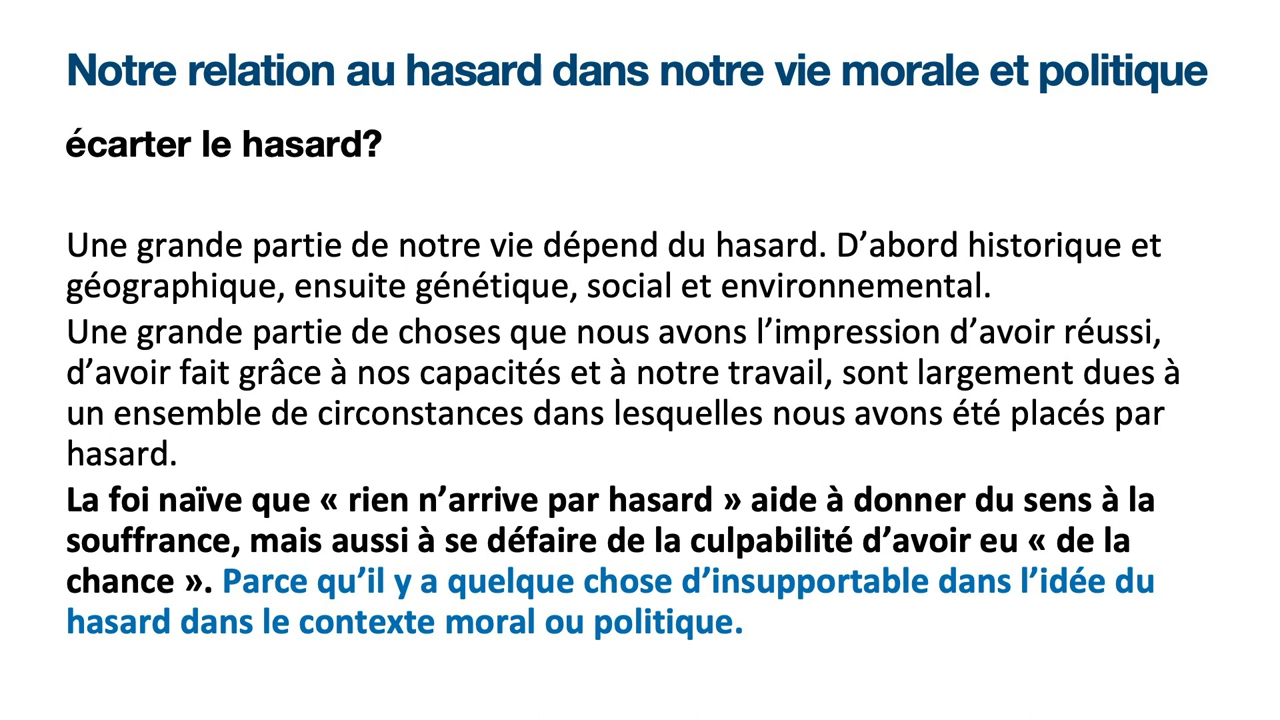 Notre relation au hasard dans notre vie morale et politique
écarter le hasard?
Une grande partie de notre vie dépend du hasard. D’abord historique et
géographique, ensuite génétique, social et environnemental.
Une grande partie de choses que nous avons l’impression d’avoir réussi,
d’avoir fait grâce à nos capacités et à notre travail, sont largement dues à
un ensemble de circonstances dans lesquelles nous avons été placés par
hasard.
La foi naïve que « rien n’arrive par hasard » aide à donner du sens à la
souffrance, mais aussi à se défaire de la culpabilité d’avoir eu « de la
chance ». Parce qu’il y a quelque chose d’insupportable dans l’idée du
hasard dans le contexte moral ou politique.